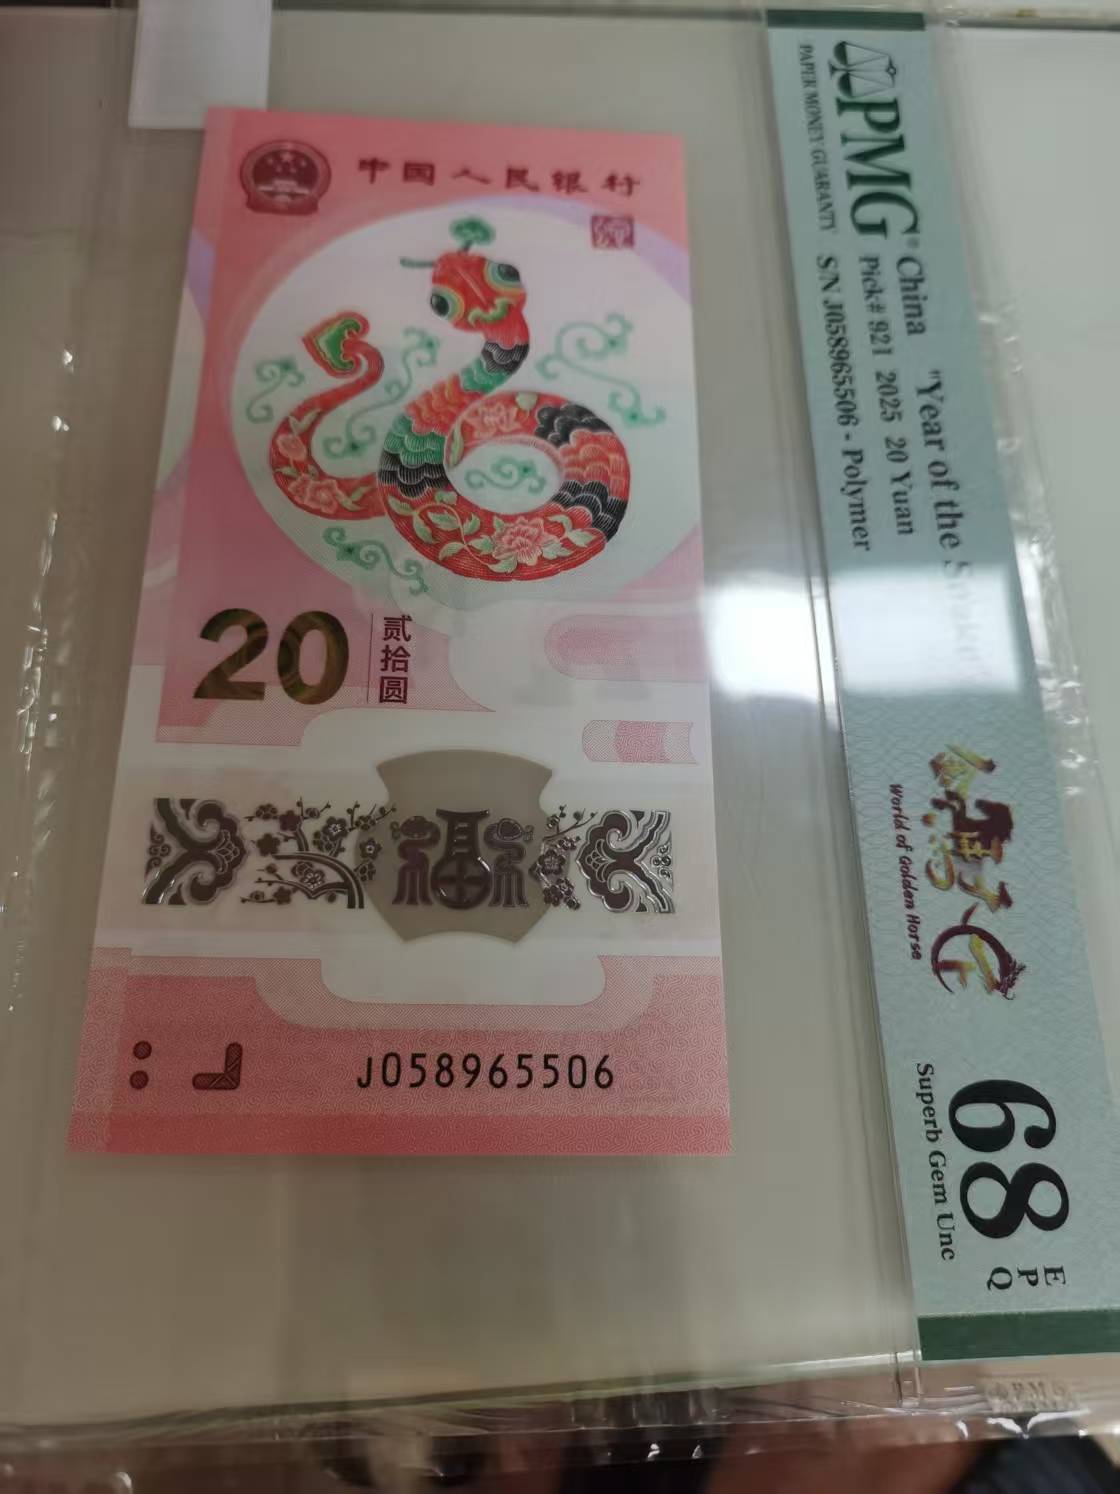 中国人民银行
20
贰拾圆
福
J058965506
PMG®
PAPER MONEY GUARANTY
China "Year of the
Pick# 921 2025 20 Yuan
S/N J058965506 - Polymer
World of Golden Horse
68
EPQ
Superb Gem Unc